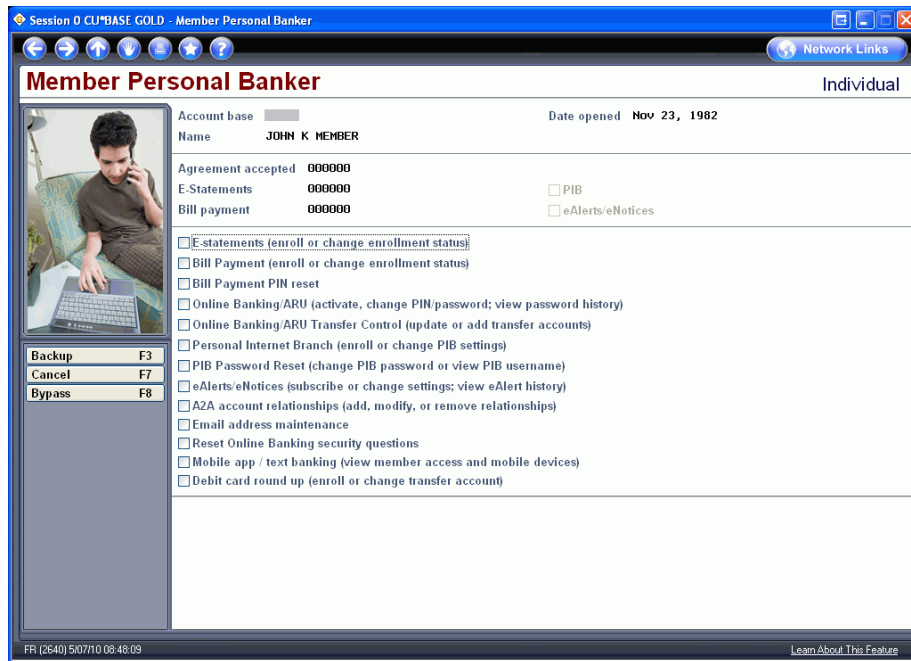 Session 0 CU*BASE GOLD - Member Personal Banker
Network Links
Member Personal Banker
Individual
Account base
Date opened Nov 23, 1982
Name JOHN K MEMBER
Agreement accepted 000000
E-Statements 000000 PIB
Bill payment 000000 eAlerts/eNotices
E-statements (enroll or change enrollment status)
Bill Payment (enroll or change enrollment status)
Bill Payment PIN reset
Online Banking/ARU (activate, change PIN/password; view password history)
Online Banking/ARU Transfer Control (update or add transfer accounts)
Personal Internet Branch (enroll or change PIB settings)
PIB Password Reset (change PIB password or view PIB username)
eAlerts/eNotices (subscribe or change settings; view eAlert history)
A2A account relationships (add, modify, or remove relationships)
Email address maintenance
Reset Online Banking security questions
Mobile app / text banking (view member access and mobile devices)
Debit card round up (enroll or change transfer account)
Backup F3
Cancel F7
Bypass F8
FR (2640) 5/07/10 08:48:09
Learn About This Feature